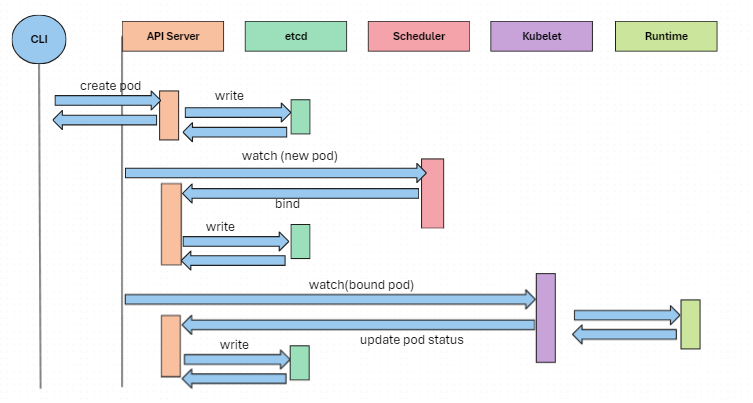 CLI
API Server
etcd
Scheduler
Kubelet
Runtime
create pod
write
watch (new pod)
bind
write
watch(bound pod)
update pod status
write